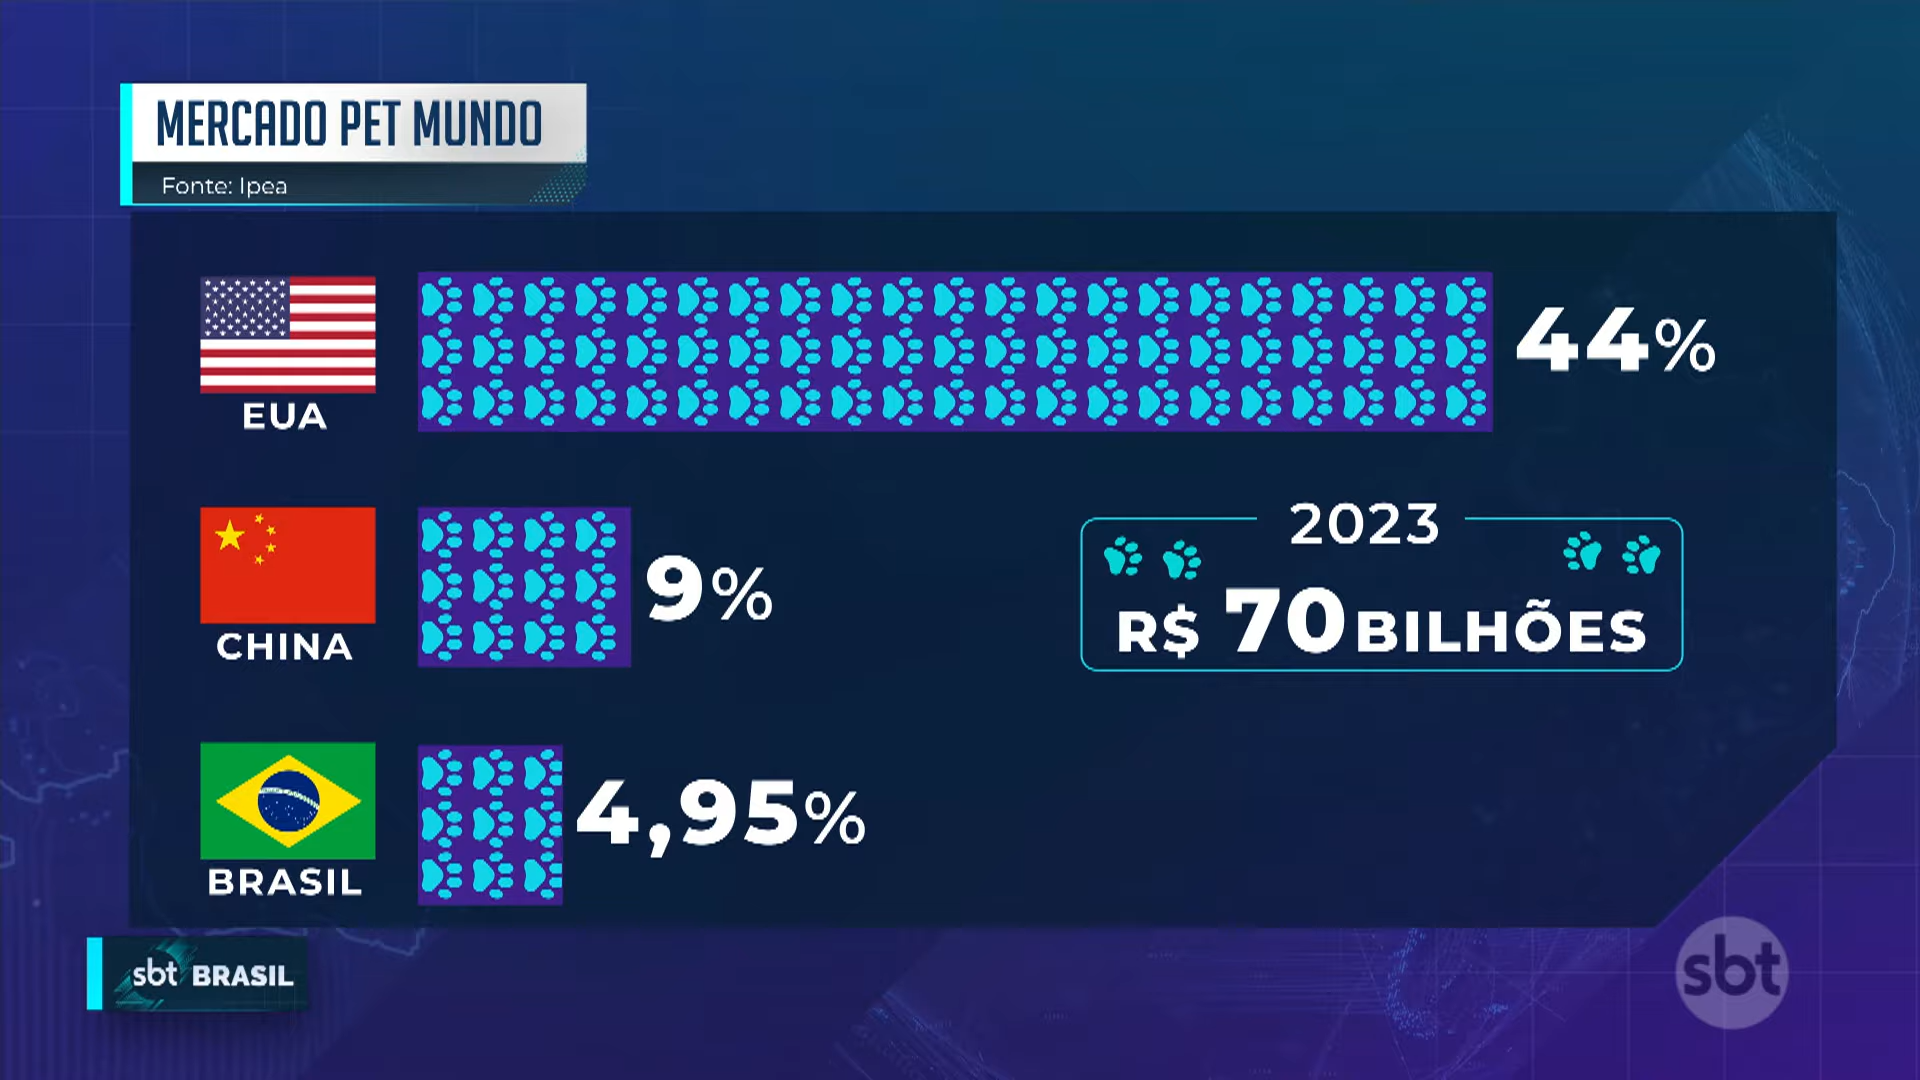 MERCADO PET MUNDO
Fonte: Ipea
44%
EUA
9%
CHINA
2023
R$ 70 BILHÕES
4,95%
BRASIL
sbt BRASIL
sbt